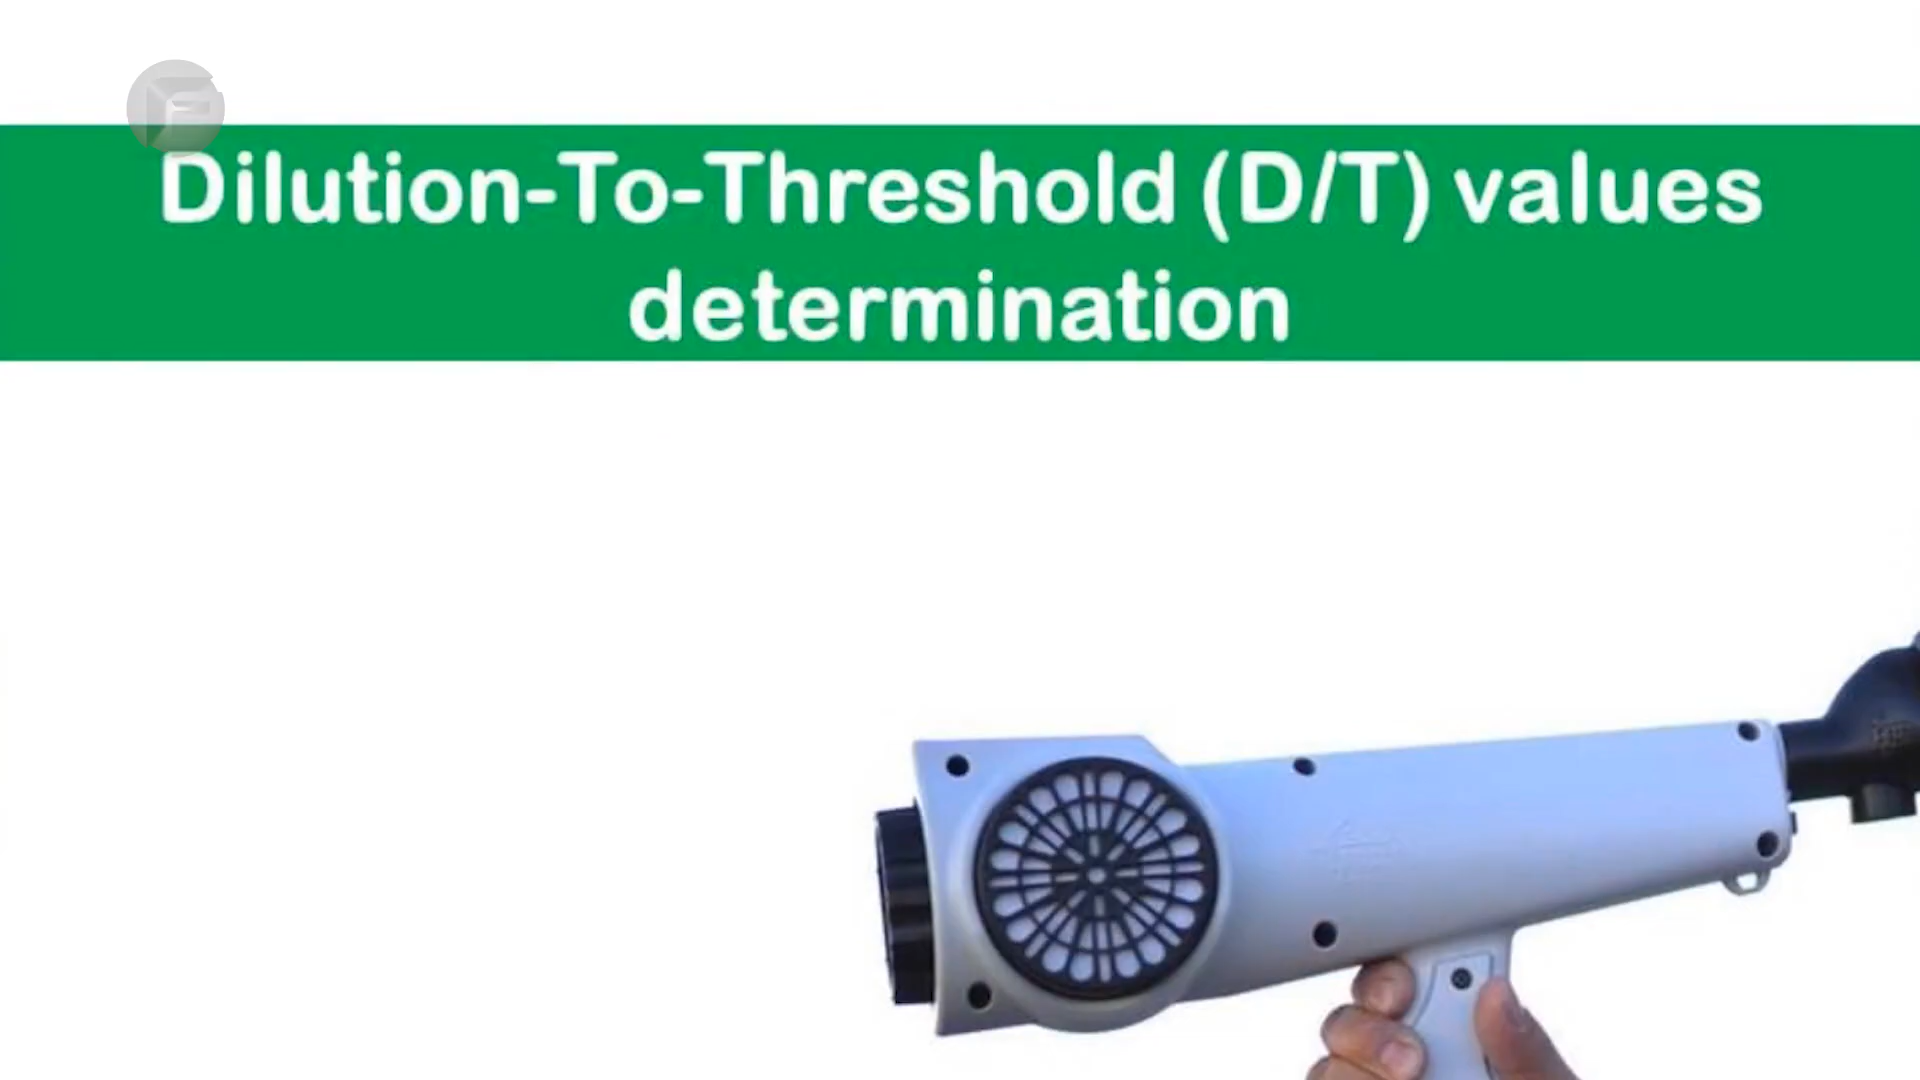 Dilution-To-Threshold (D/T) values
determination